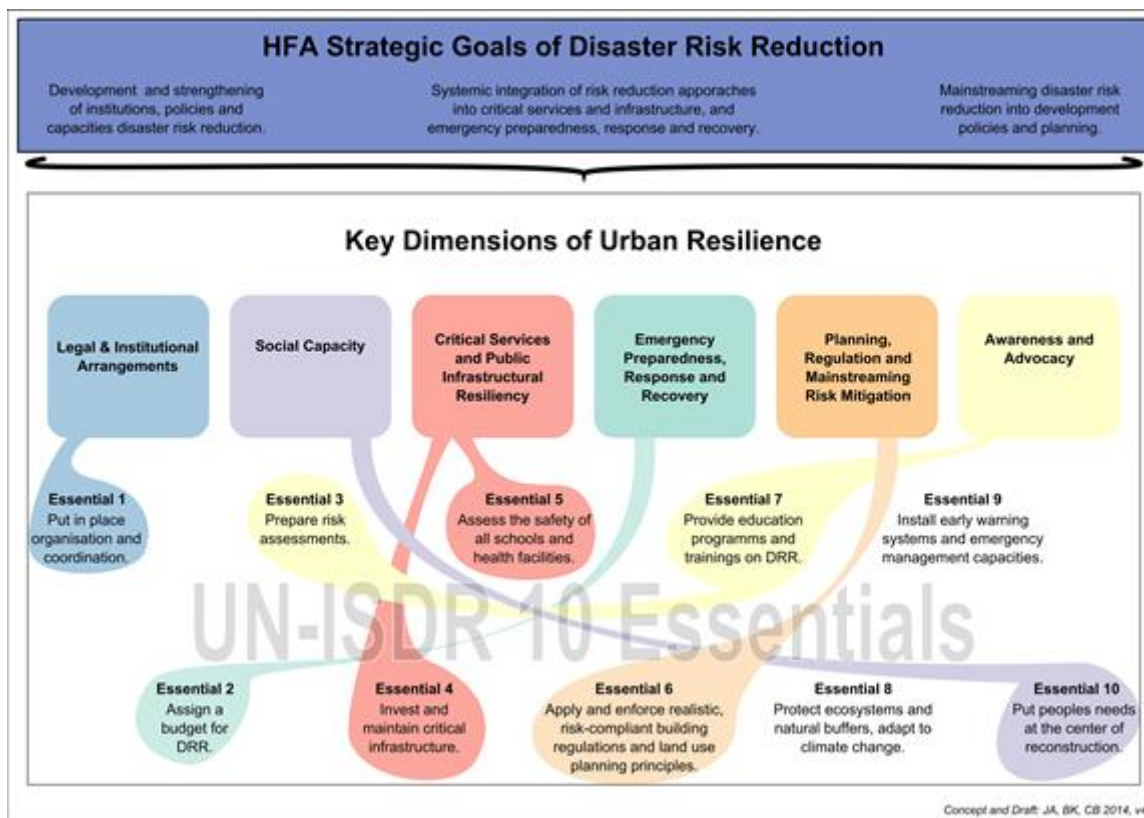 HFA Strategic Goals of Disaster Risk Reduction
Development and strengthening
of institutions, policies and
capacities disaster risk reduction.
Systemic integration of risk reduction apporaches
into critical services and infrastructure, and
emergency preparedness, response and recovery.
Mainstreaming disaster risk
reduction into development
policies and planning.
Key Dimensions of Urban Resilience
Legal & Institutional
Arrangements
Social Capacity
Critical Services
and Public
Infrastructural
Resiliency
Emergency
Preparedness,
Response and
Recovery
Planning,
Regulation and
Mainstreaming
Risk Mitigation
Awareness and
Advocacy
Essential 1
Put in place
organisation and
coordination.
Essential 3
Prepare risk
assessments.
Essential 5
Assess the safety of
all schools and
health facilities.
Essential 7
Provide education
programms and
trainings on DRR.
Essential 9
Install early warning
systems and emergency
management capacities.
UN-ISDR 10 Essentials
Essential 2
Assign a
budget for
DRR.
Essential 4
Invest and
maintain critical
infrastructure.
Essential 6
Apply and enforce realistic,
risk-compliant building
regulations and land use
planning principles.
Essential 8
Protect ecosystems and
natural buffers, adapt to
climate change.
Essential 10
Put peoples needs
at the center of
reconstruction.
Concept and Draft: JA, BK, CB 2014,